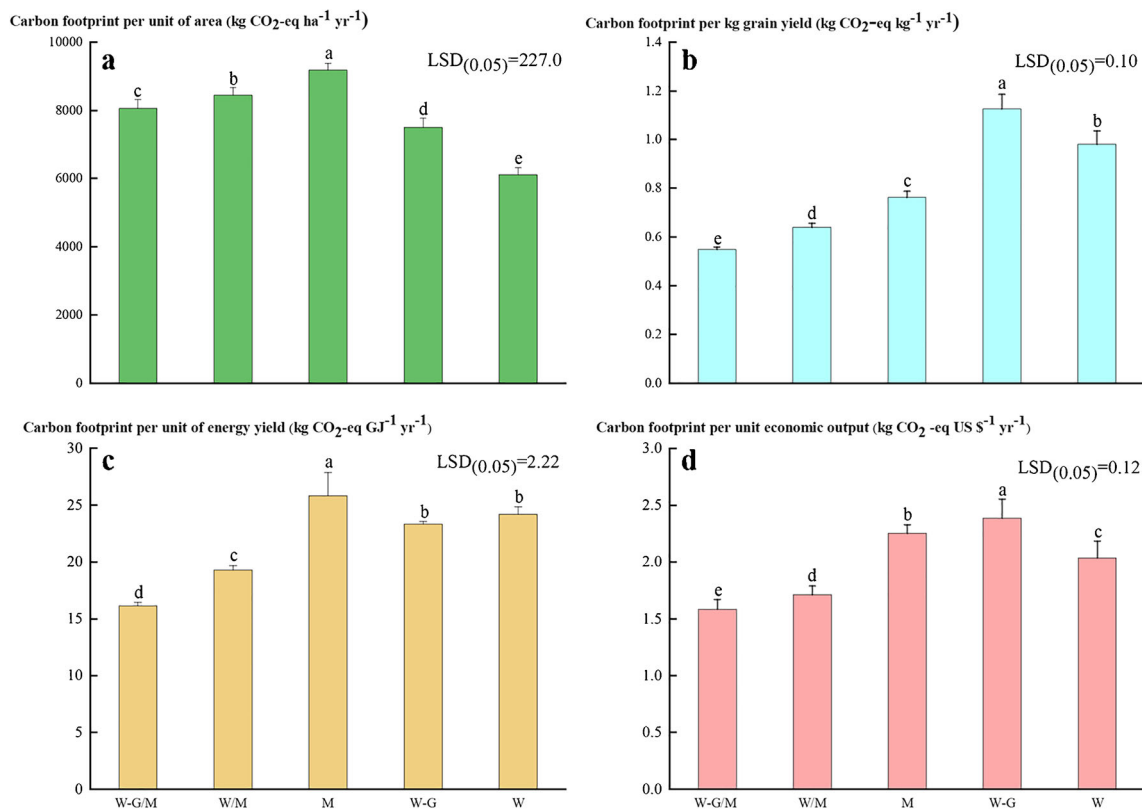 Carbon footprint per unit of area (kg CO2-eq ha-1 yr-1)
a
LSD(0.05)=227.0
10000
8000
6000
4000
2000
0
c
b
a
d
e
Carbon footprint per kg grain yield (kg CO2-eq kg-1 yr-1)
b
LSD(0.05)=0.10
1.4
1.2
1.0
0.8
0.6
0.4
0.2
0.0
e
d
c
a
b
Carbon footprint per unit of energy yield (kg CO2-eq GJ-1 yr-1)
c
LSD(0.05)=2.22
30
25
20
15
10
5
0
d
c
a
b
b
W-G/M W/M M W-G W
Carbon footprint per unit economic output (kg CO2 -eq US $-1 yr-1)
d
LSD(0.05)=0.12
3.0
2.5
2.0
1.5
1.0
0.5
0.0
e
d
b
a
c
W-G/M W/M M W-G W